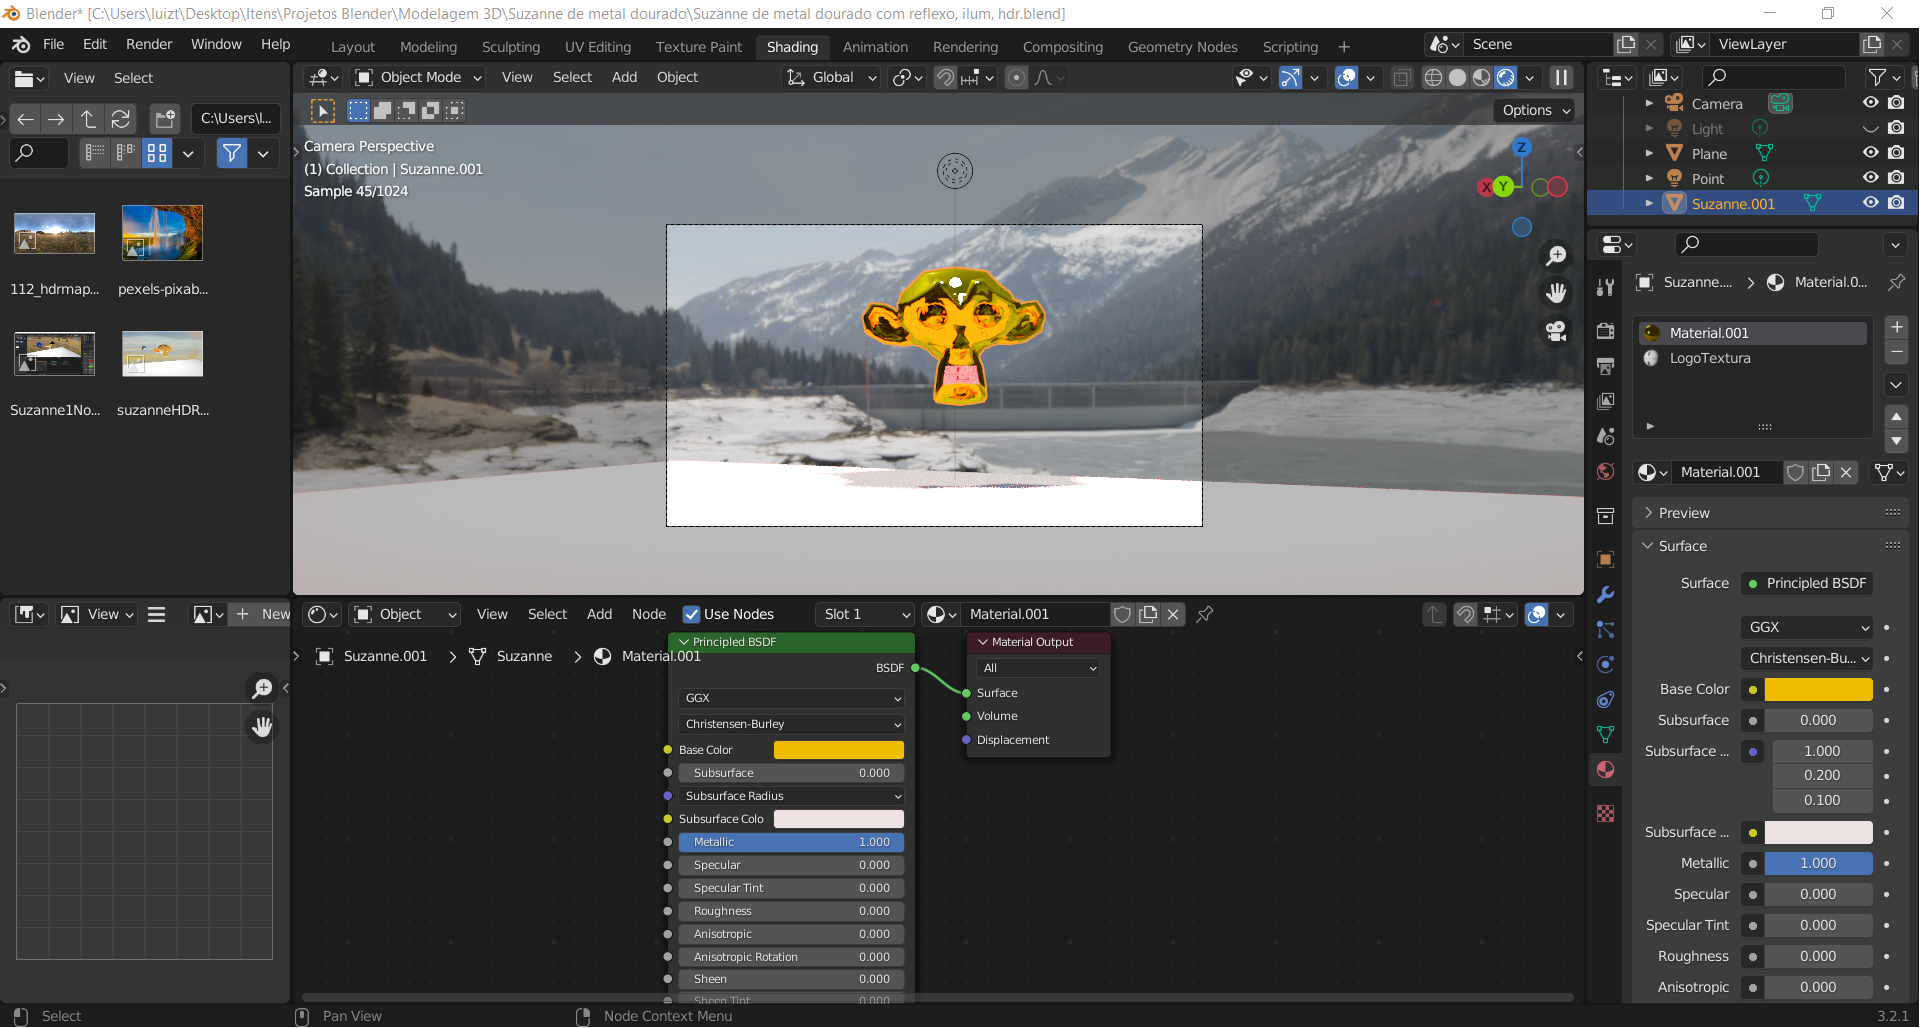 Blender* [C:\Users\luizt\Desktop\Itens\Projetos Blender\Modelagem 3D\Suzanne de metal dourado\Suzanne de metal dourado com reflexo, ilum, hdr.blend]
File Edit Render Window Help
Layout Modeling Sculpting UV Editing Texture Paint Shading Animation Rendering Compositing Geometry Nodes Scripting
Scene
ViewLayer
View Select
C:\Users\l...
112_hdrmap...
pexels-pixab...
Suzanne1No...
suzanneHDR...
Object Mode View Select Add Object
Global
Options
Camera Perspective
(1) Collection | Suzanne.001
Sample 45/1024
Z
X
Y
Camera
Light
Plane
Point
Suzanne.001
Suzanne.... Material.0...
Material.001
LogoTextura
Material.001
Preview
Surface
Surface Principled BSDF
GGX
Christensen-Bu...
Base Color
Subsurface 0.000
Subsurface ... 1.000
0.200
0.100
Subsurface ...
Metallic 1.000
Specular 0.000
Specular Tint 0.000
Roughness 0.000
Anisotropic 0.000
View
New
Object View Select Add Node Use Nodes
Slot 1
Material.001
Suzanne.001 Suzanne Material.001
Principled BSDF
BSDF
GGX
Christensen-Burley
Base Color
Subsurface 0.000
Subsurface Radius
Subsurface Colo
Metallic 1.000
Specular 0.000
Specular Tint 0.000
Roughness 0.000
Anisotropic 0.000
Anisotropic Rotation 0.000
Sheen 0.000
Sheen Tint 0.000
Material Output
All
Surface
Volume
Displacement
Select
Pan View
Node Context Menu
3.2.1